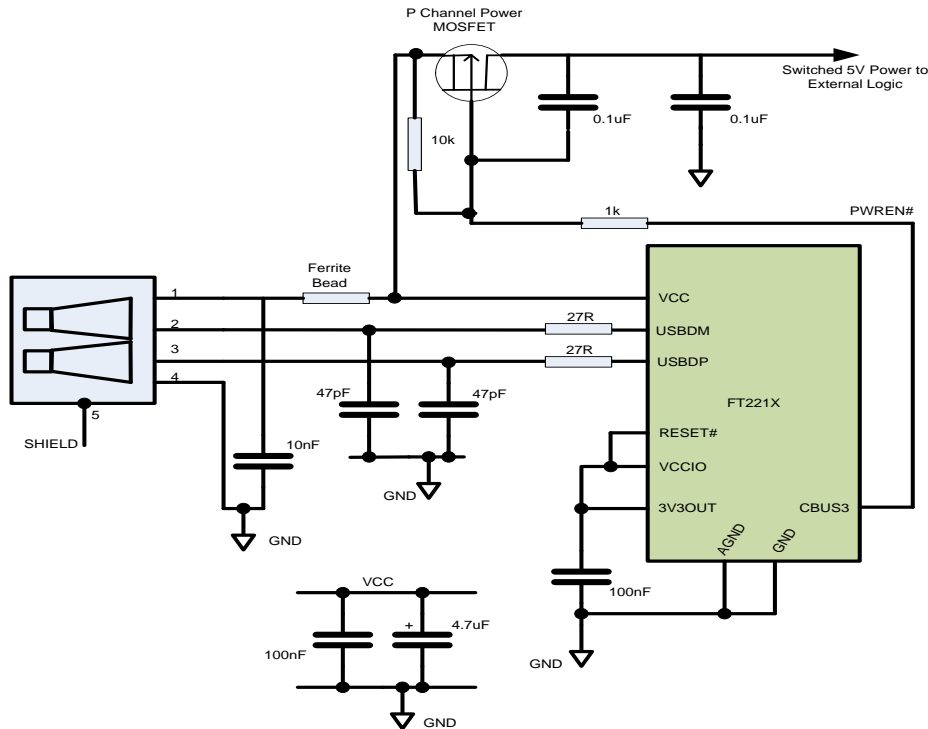 P Channel Power
MOSFET
Switched 5V Power to
External Logic
0.1uF
0.1uF
10k
1k
PWREN#
Ferrite
Bead
1
VCC
2
27R
USBDM
3
27R
USBDP
4
47pF
47pF
FT221X
5
SHIELD
10nF
RESET#
VCCIO
GND
3V3OUT
CBUS3
GND
AGND
GND
VCC
100nF
+
4.7uF
100nF
GND
GND